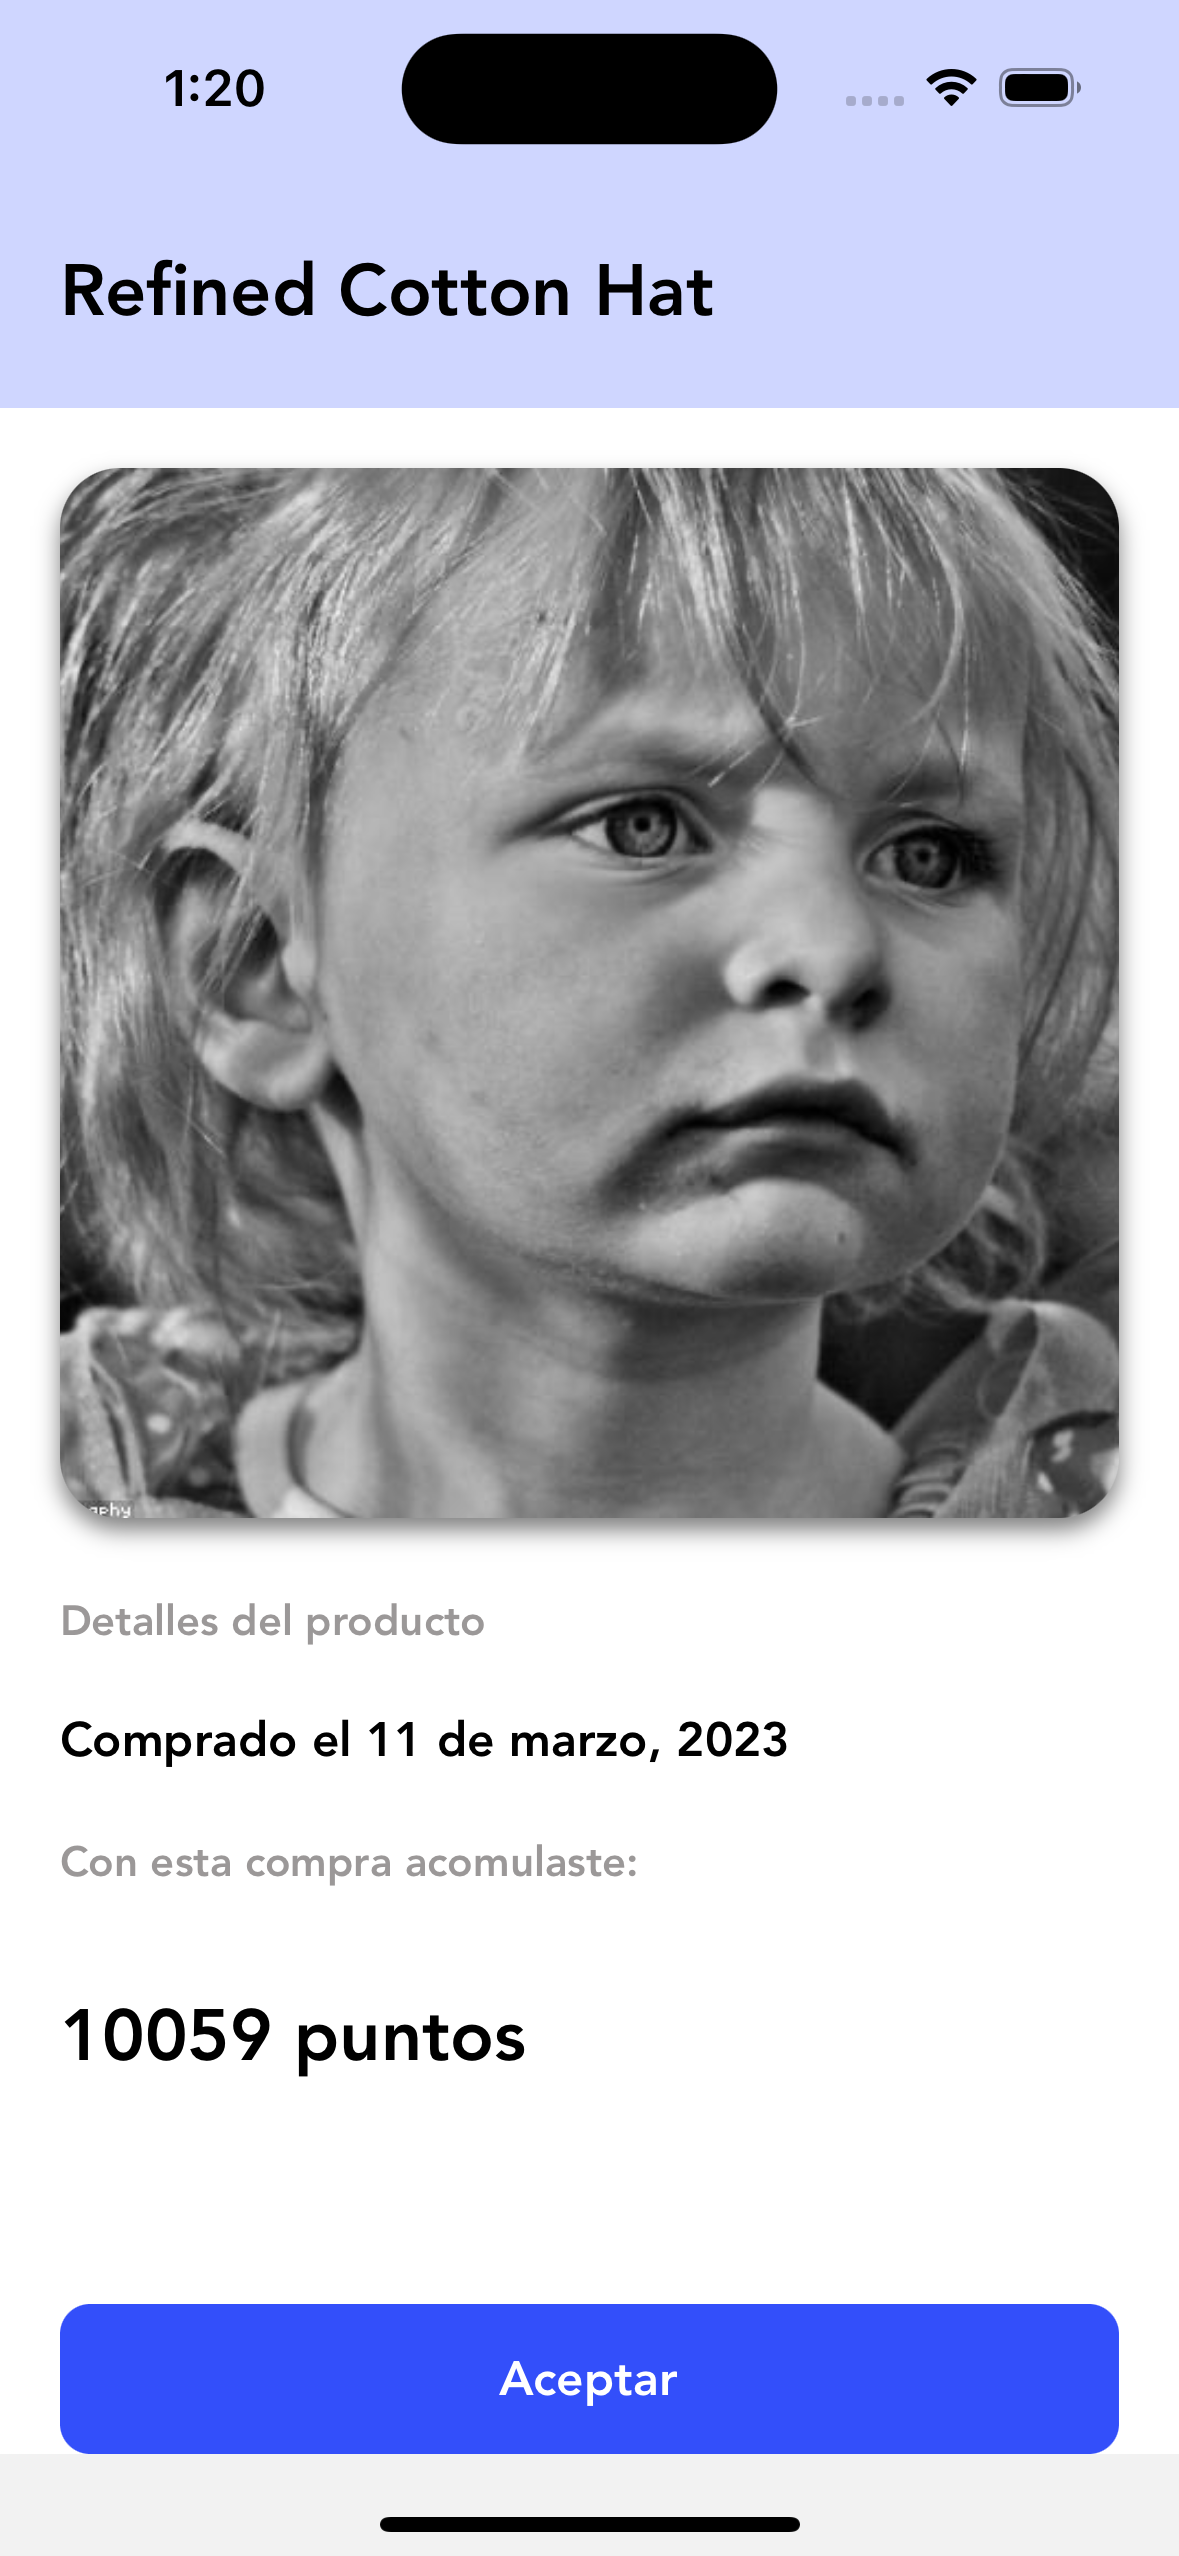 1:20
Refined Cotton Hat
aphy
Detalles del producto
Comprado el 11 de marzo, 2023
Con esta compra acomulaste:
10059 puntos
Aceptar